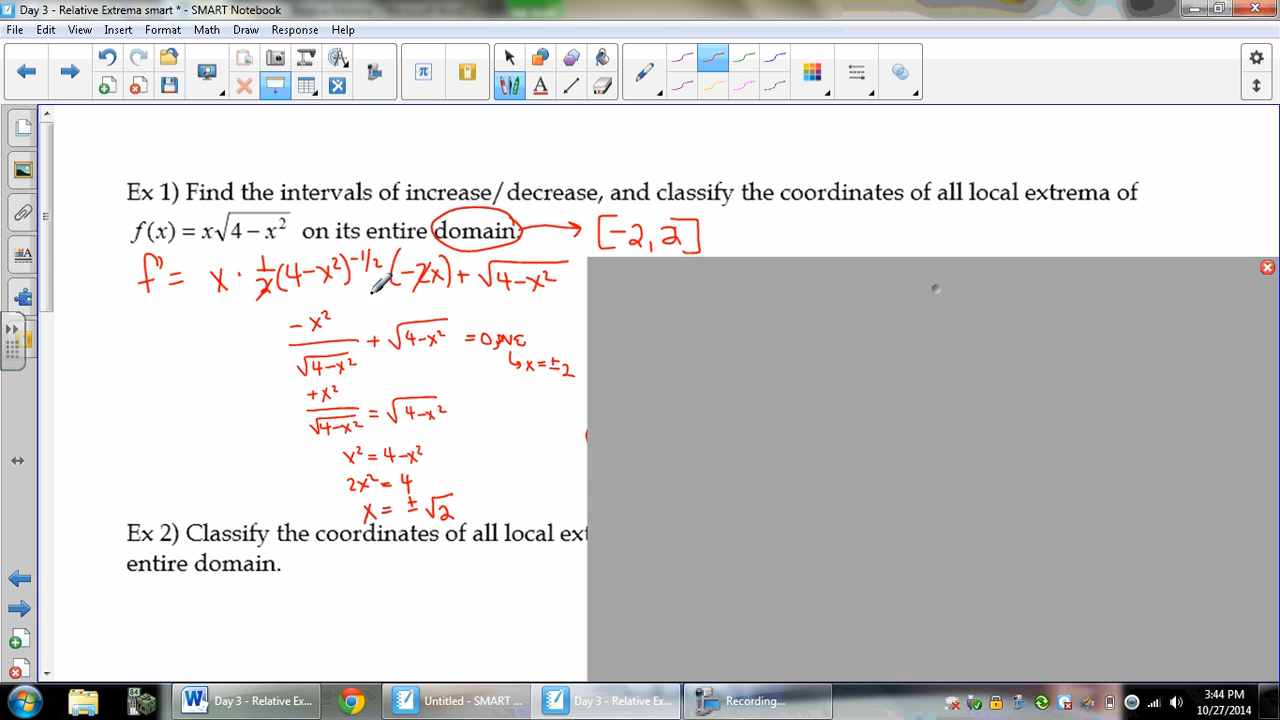 Day 3 - Relative Extrema smart * - SMART Notebook
File Edit View Insert Format Math Draw Response Help
Ex 1) Find the intervals of increase/decrease, and classify the coordinates of all local extrema of
f(x) = x√(4 − x²) on its entire domain. → [-2, 2]
f' = x · 1/2 (4-x²)^(-1/2) (-2x) + √(4-x²)
-x²/√(4-x²) + √(4-x²) = 0, DNE
↳ x = ±2
+x²/√(4-x²) = √(4-x²)
x² = 4-x²
2x² = 4
x = ±√2
Ex 2) Classify the coordinates of all local ext
entire domain.
Day 3 - Relative Ex...
Untitled - SMART ...
Day 3 - Relative Ex...
Recording...
3:44 PM
10/27/2014